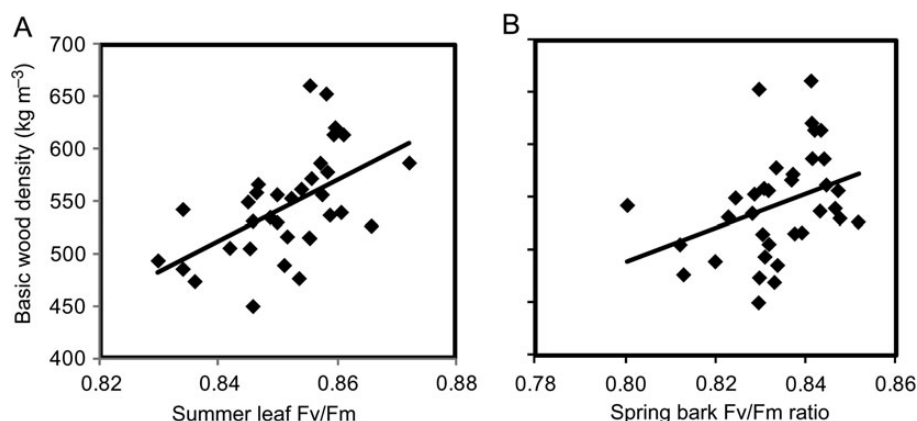 A
B
Basic wood density (kg m⁻³)
700
650
600
550
500
450
400
0.82 0.84 0.86 0.88
Summer leaf Fv/Fm
0.78 0.80 0.82 0.84 0.86
Spring bark Fv/Fm ratio